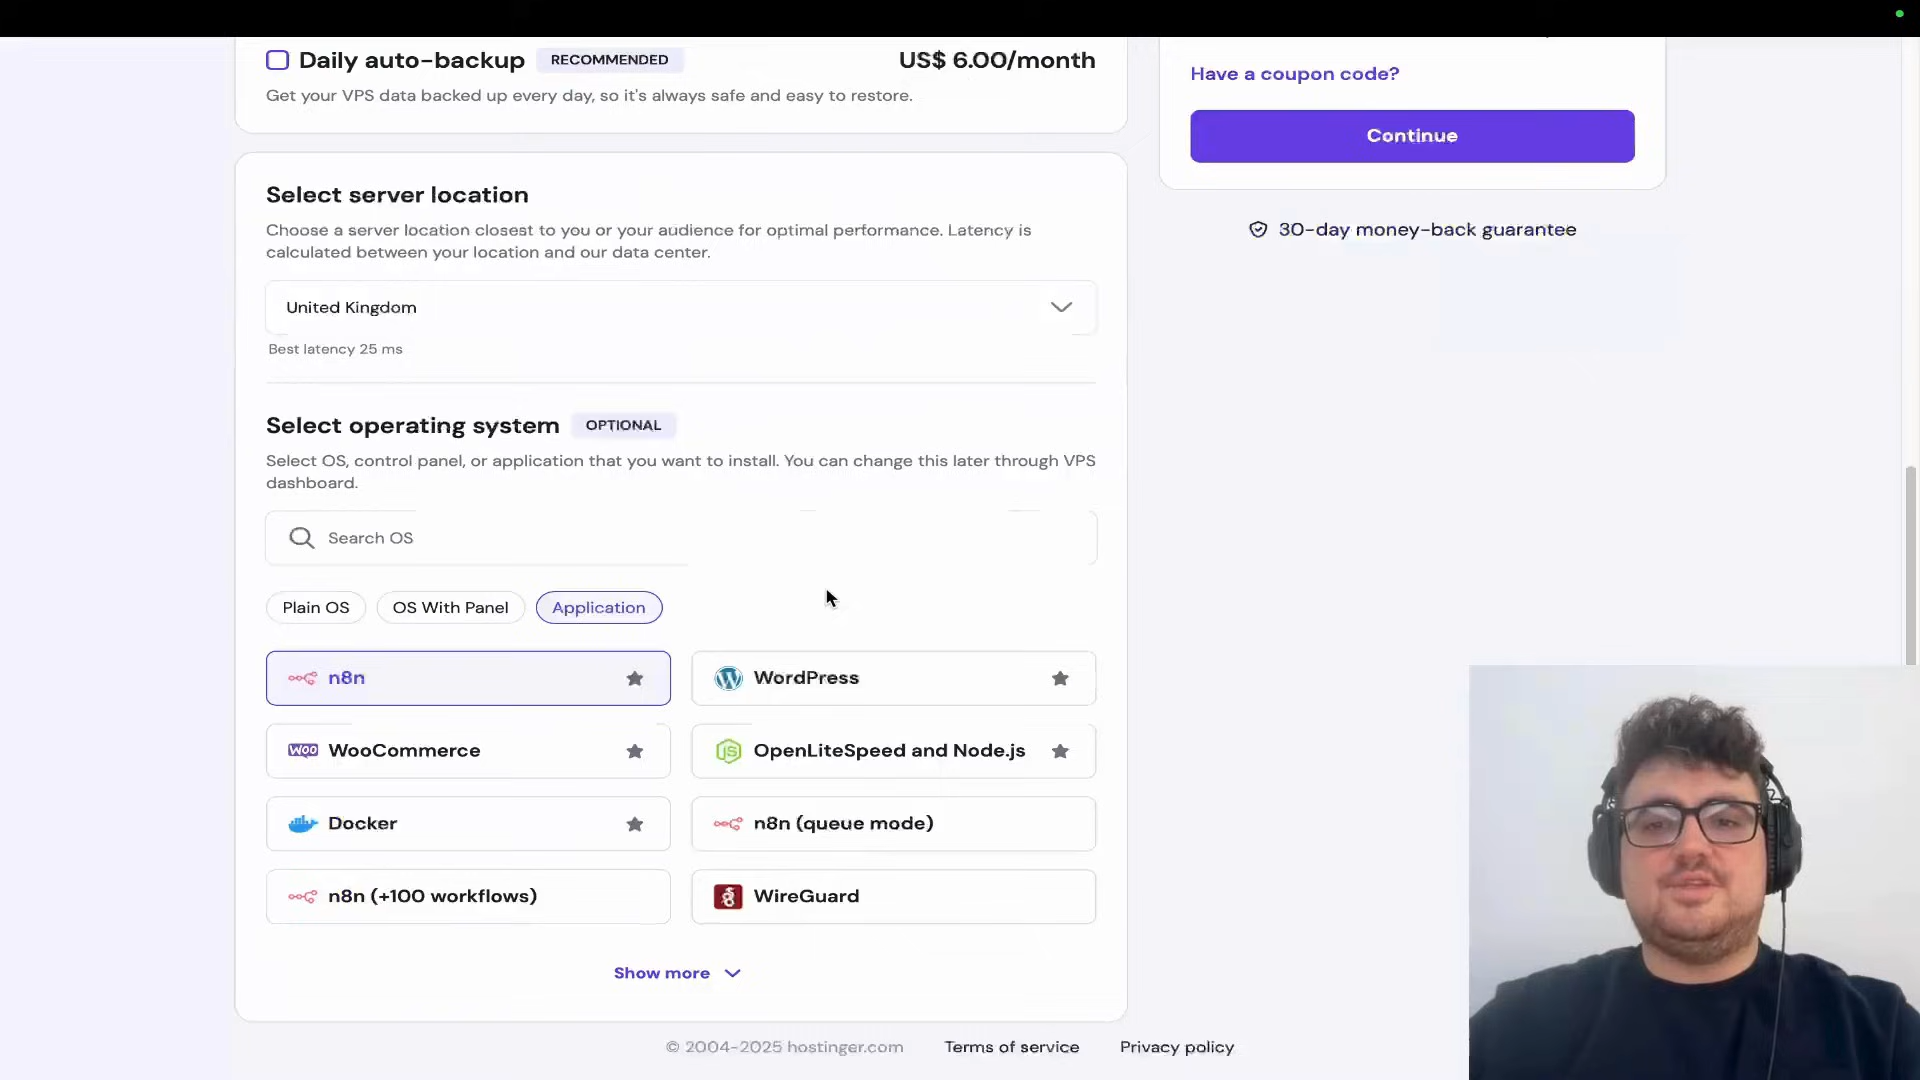 Daily auto-backup RECOMMENDED US$ 6.00/month
Get your VPS data backed up every day, so it's always safe and easy to restore.
Have a coupon code?
Continue
30-day money-back guarantee
Select server location
Choose a server location closest to you or your audience for optimal performance. Latency is
calculated between your location and our data center.
United Kingdom
Best latency 25 ms
Select operating system OPTIONAL
Select OS, control panel, or application that you want to install. You can change this later through VPS
dashboard.
Search OS
Plain OS OS With Panel Application
n8n
WordPress
WOO WooCommerce
JS OpenLiteSpeed and Node.js
Docker
n8n (queue mode)
n8n (+100 workflows)
WireGuard
Show more
© 2004-2025 hostinger.com Terms of service Privacy policy